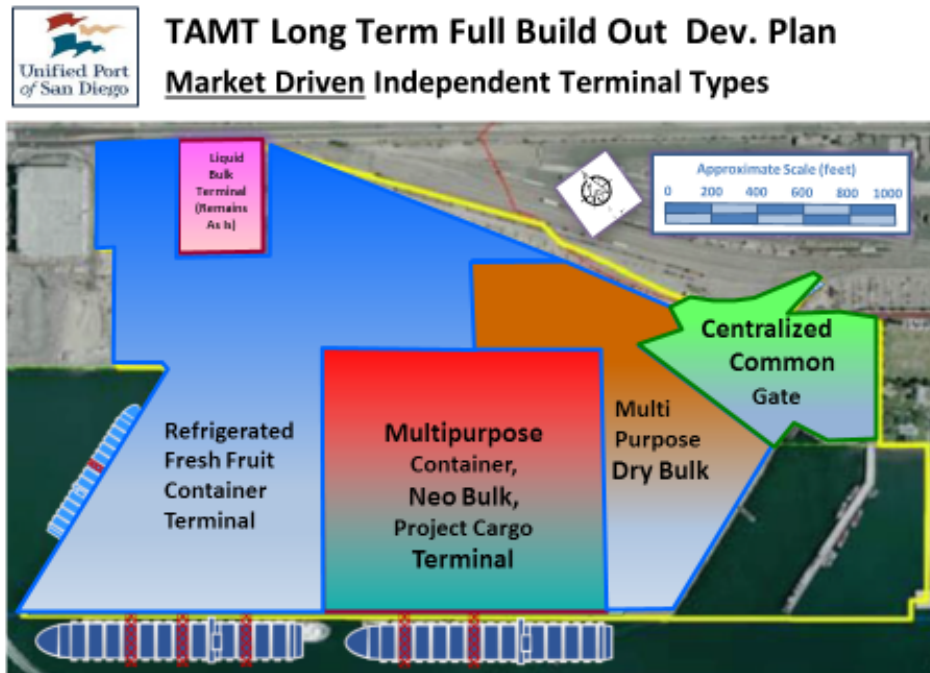 Unified Port
of San Diego
TAMT Long Term Full Build Out Dev. Plan
Market Driven Independent Terminal Types
Liquid
Bulk
Terminal
(Remains
As Is)
Approximate Scale (feet)
0 200 400 600 800 1000
Centralized
Common
Gate
Refrigerated
Fresh Fruit
Container
Terminal
Multipurpose
Container,
Neo Bulk,
Project Cargo
Terminal
Multi
Purpose
Dry Bulk